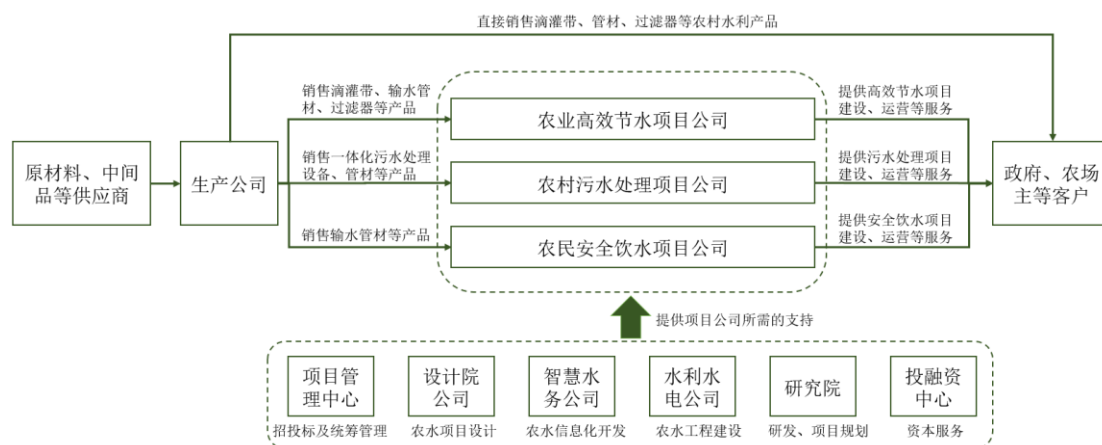 直接销售滴灌带、管材、过滤器等农村水利产品
销售滴灌带、输水管
材、过滤器等产品
农业高效节水项目公司
提供高效节水项目
建设、运营等服务
原材料、中间
品等供应商
生产公司
销售一体化污水处理
设备、管材等产品
农村污水处理项目公司
提供污水处理项目
建设、运营等服务
政府、农场
主等客户
销售输水管材等产品
农民安全饮水项目公司
提供安全饮水项目
建设、运营等服务
提供项目公司所需的支持
项目管
理中心
设计院
公司
智慧水
务公司
水利水
电公司
研究院
投融资
中心
招投标及统筹管理
农水项目设计
农水信息化开发
农水工程建设
研发、项目规划
资本服务